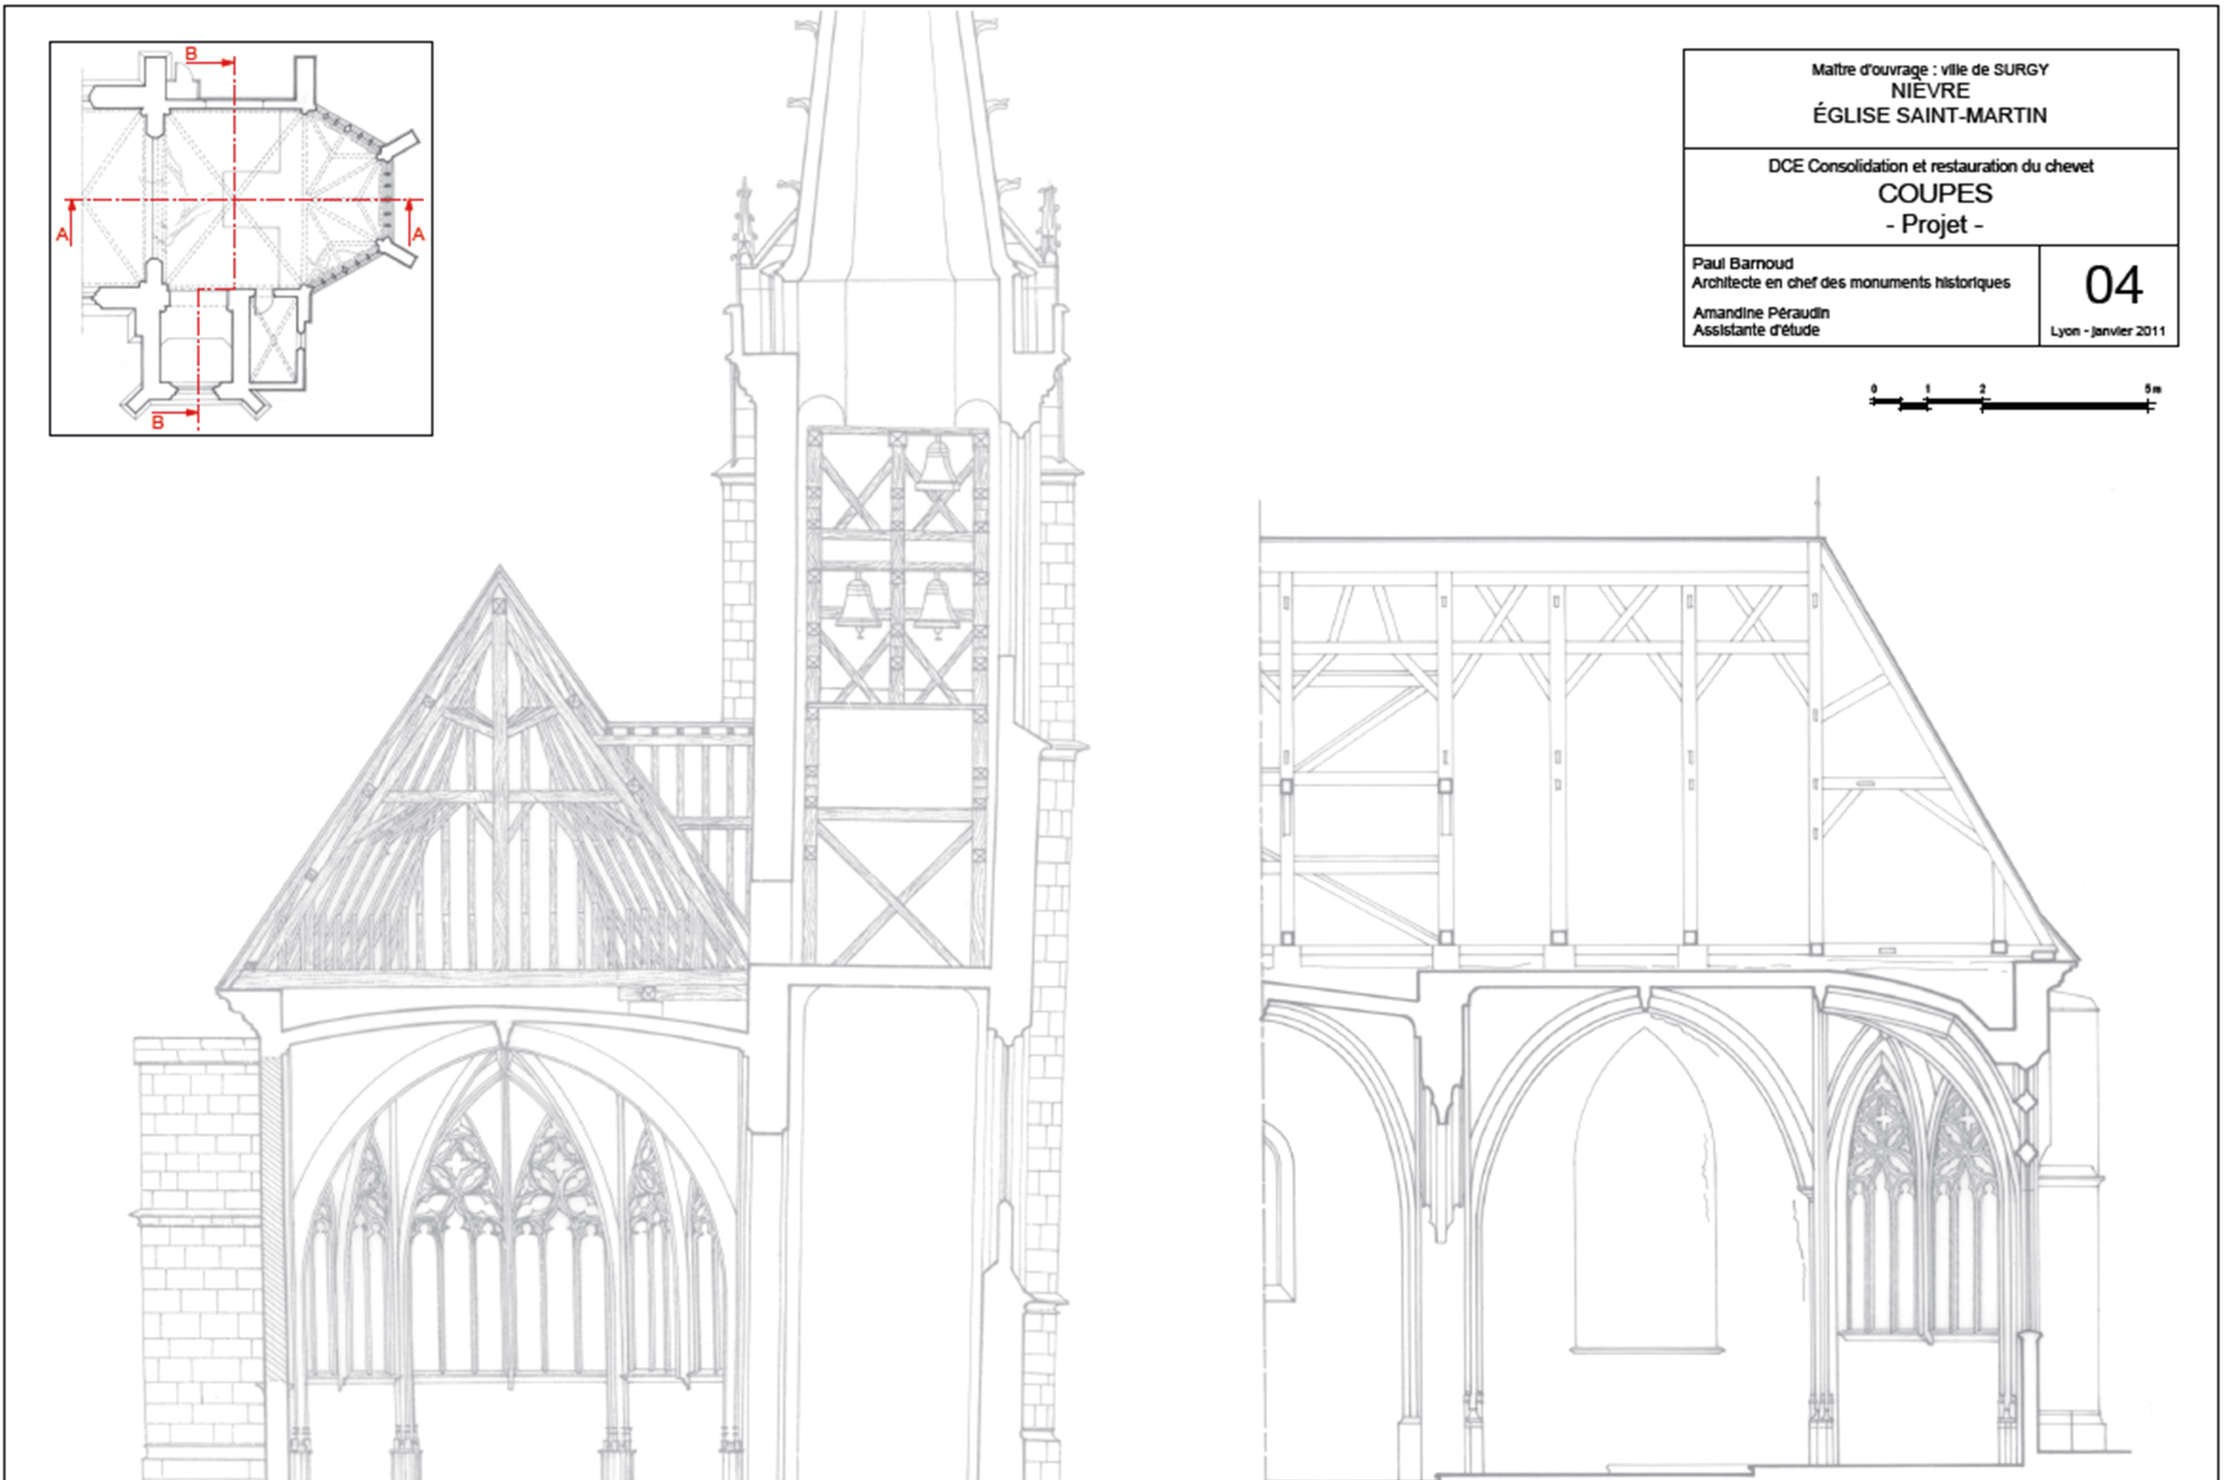 B
A
A
B
Maître d'ouvrage : ville de SURGY
NIÈVRE
ÉGLISE SAINT-MARTIN
DCE Consolidation et restauration du chevet
COUPES
- Projet -
Paul Barnoud
Architecte en chef des monuments historiques
Amandine Péraudin
Assistante d'étude
04
Lyon - janvier 2011
0 1 2 5 m